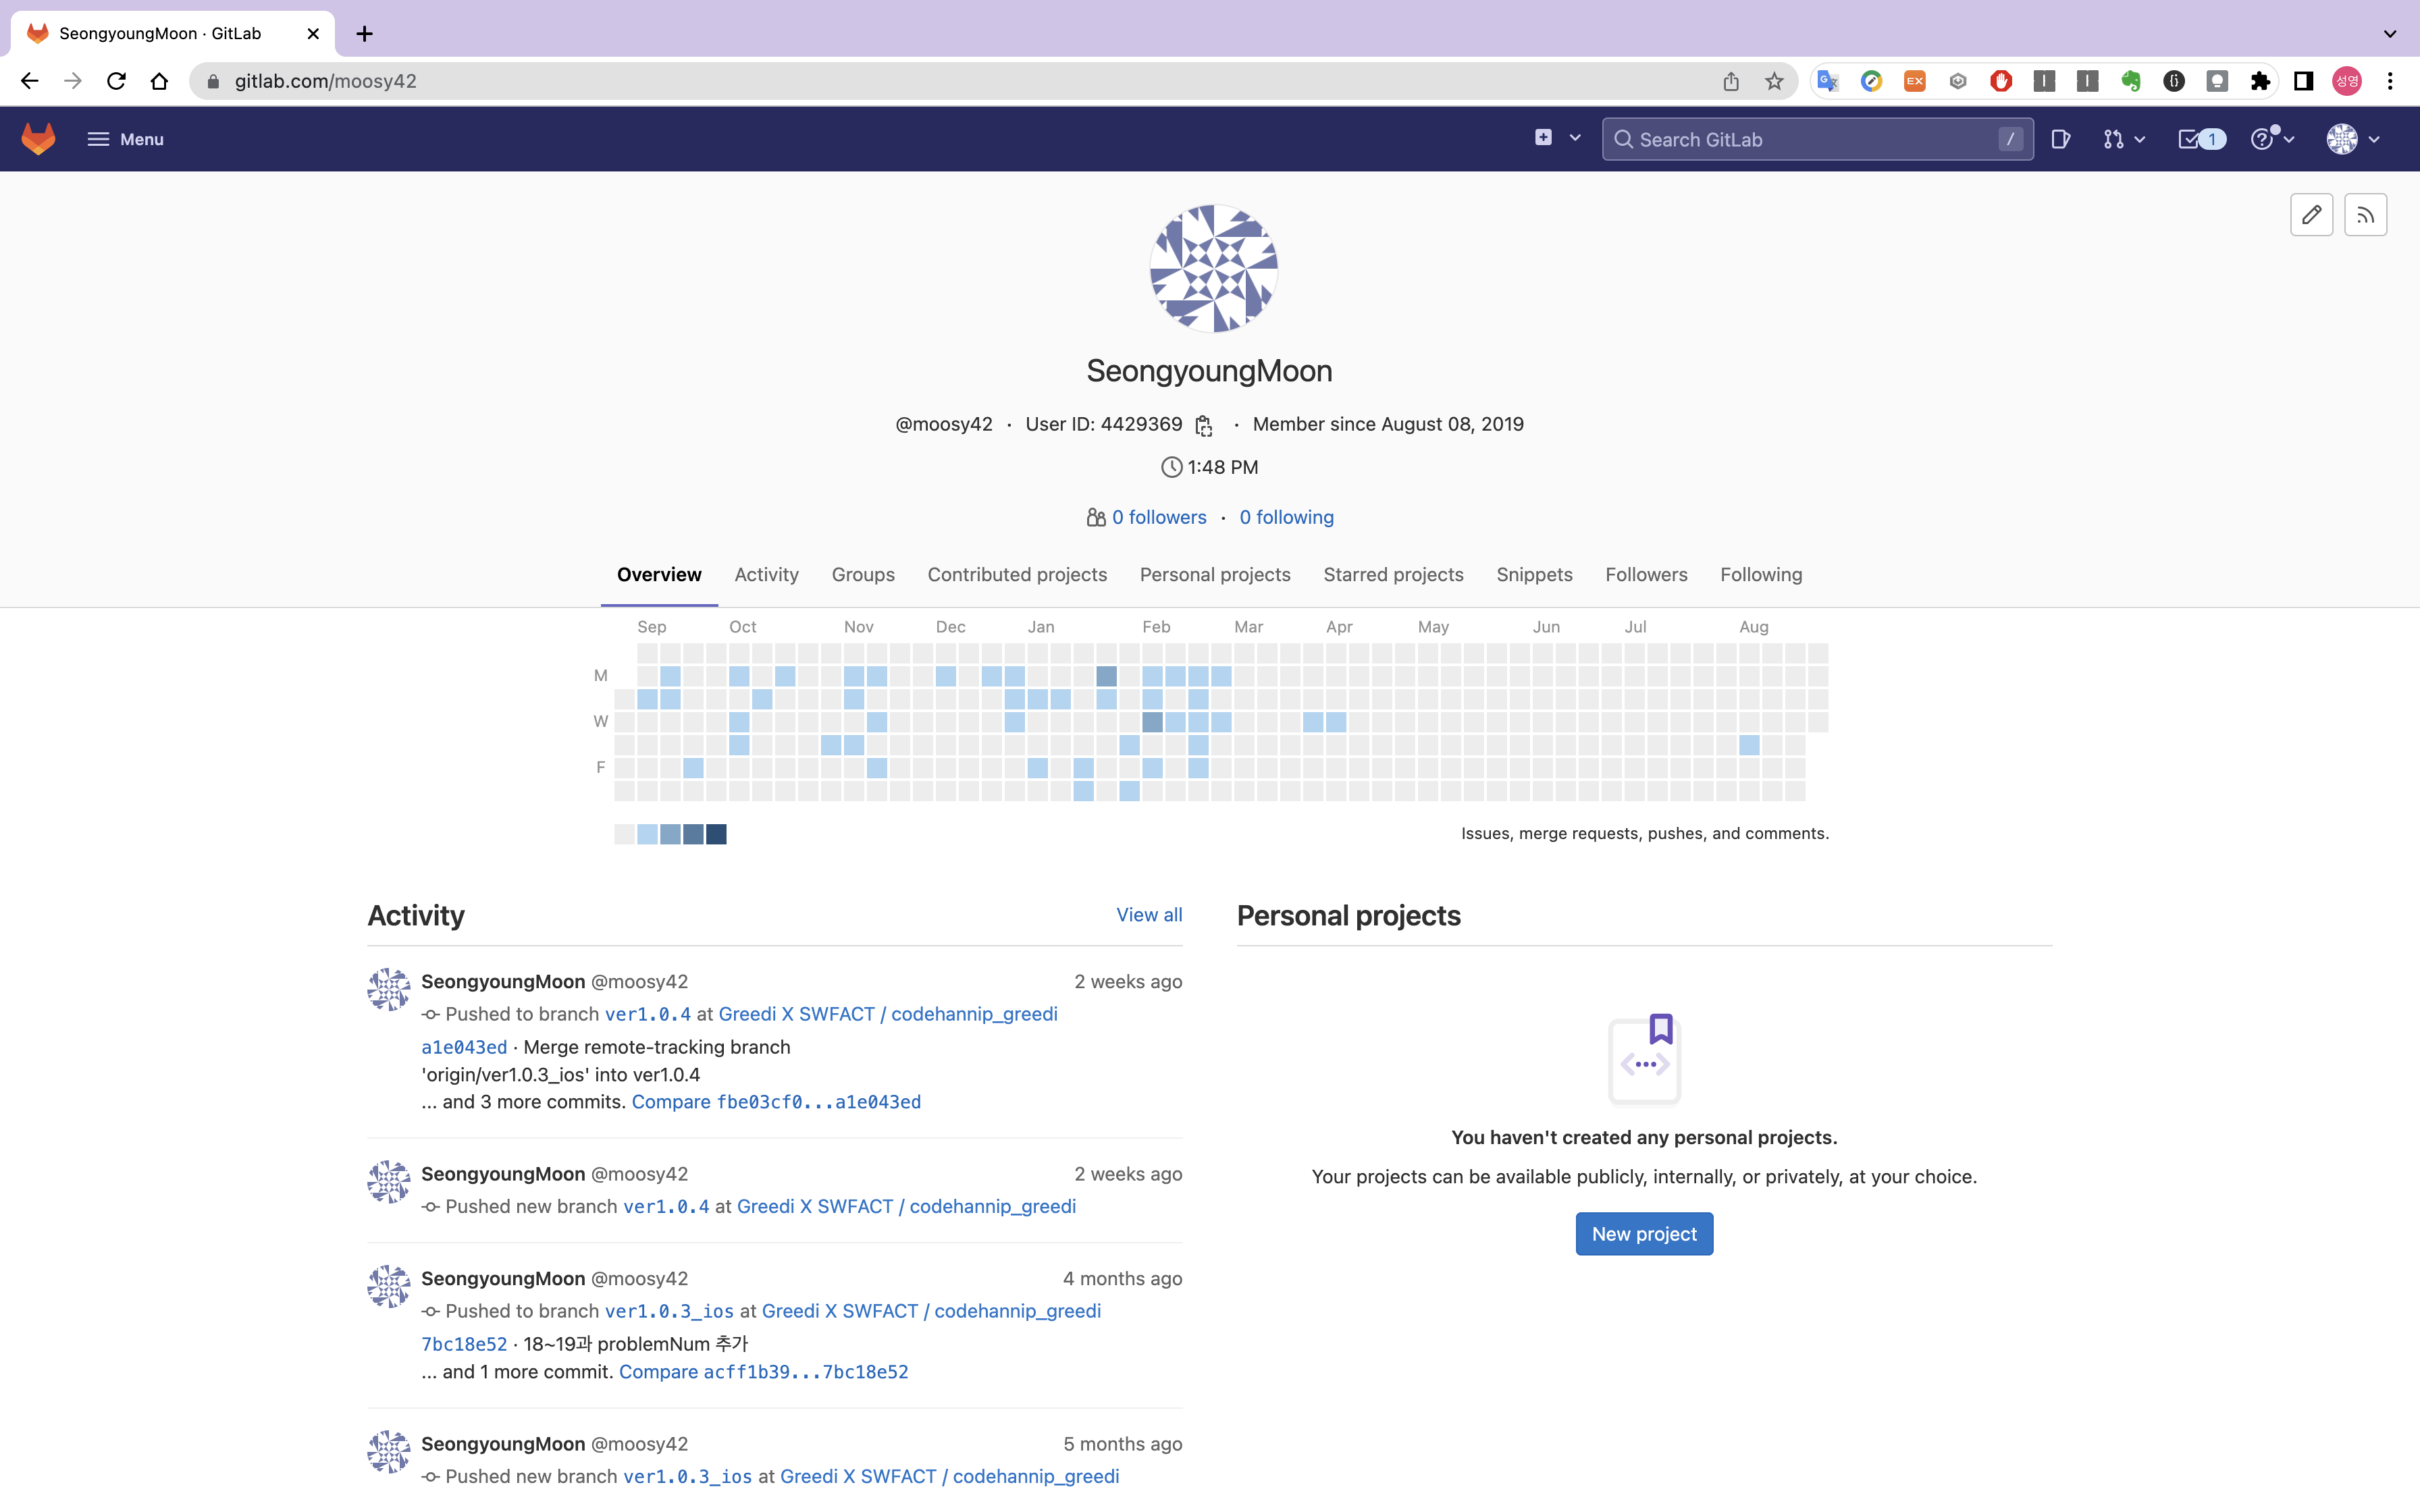 SeongyoungMoon · GitLab
gitlab.com/moosy42
EX
성영
Menu
Search GitLab
/
1
SeongyoungMoon
@moosy42 · User ID: 4429369 · Member since August 08, 2019
1:48 PM
0 followers · 0 following
Overview Activity Groups Contributed projects Personal projects Starred projects Snippets Followers Following
Sep Oct Nov Dec Jan Feb Mar Apr May Jun Jul Aug
M
W
F
Issues, merge requests, pushes, and comments.
Activity
View all
SeongyoungMoon @moosy42
2 weeks ago
Pushed to branch ver1.0.4 at Greedi X SWFACT / codehannip_greedi
a1e043ed · Merge remote-tracking branch
'origin/ver1.0.3_ios' into ver1.0.4
... and 3 more commits. Compare fbe03cf0...a1e043ed
SeongyoungMoon @moosy42
2 weeks ago
Pushed new branch ver1.0.4 at Greedi X SWFACT / codehannip_greedi
SeongyoungMoon @moosy42
4 months ago
Pushed to branch ver1.0.3_ios at Greedi X SWFACT / codehannip_greedi
7bc18e52 · 18~19과 problemNum 추가
... and 1 more commit. Compare acff1b39...7bc18e52
SeongyoungMoon @moosy42
5 months ago
Pushed new branch ver1.0.3_ios at Greedi X SWFACT / codehannip_greedi
Personal projects
You haven't created any personal projects.
Your projects can be available publicly, internally, or privately, at your choice.
New project